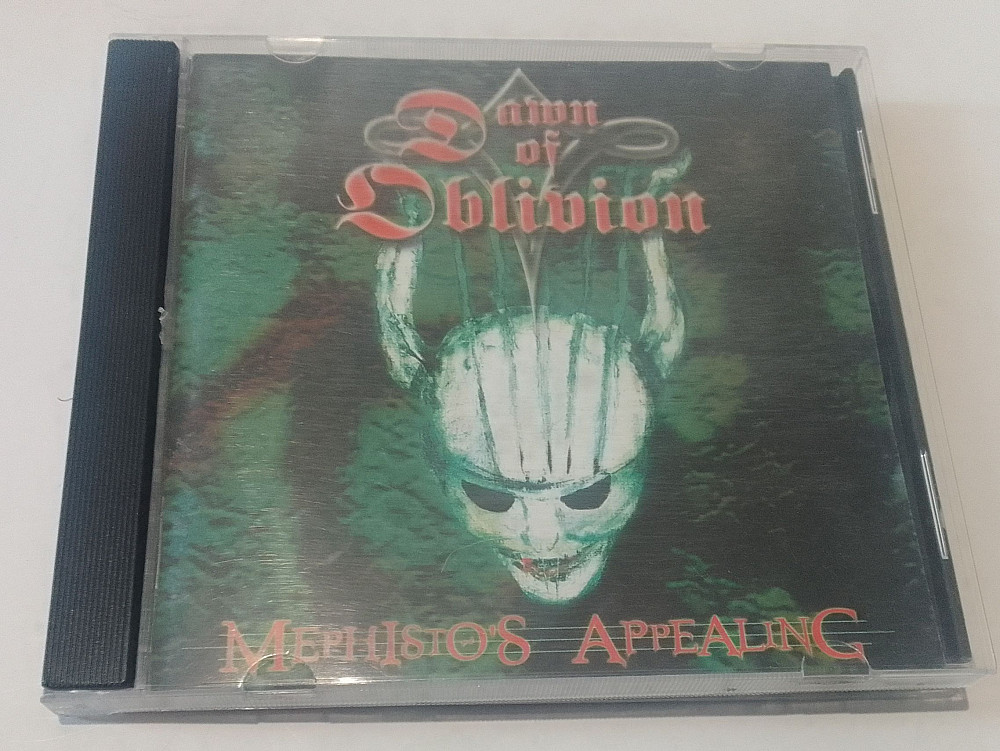 Dawn
of
Oblivion
Mephisto's Appealing